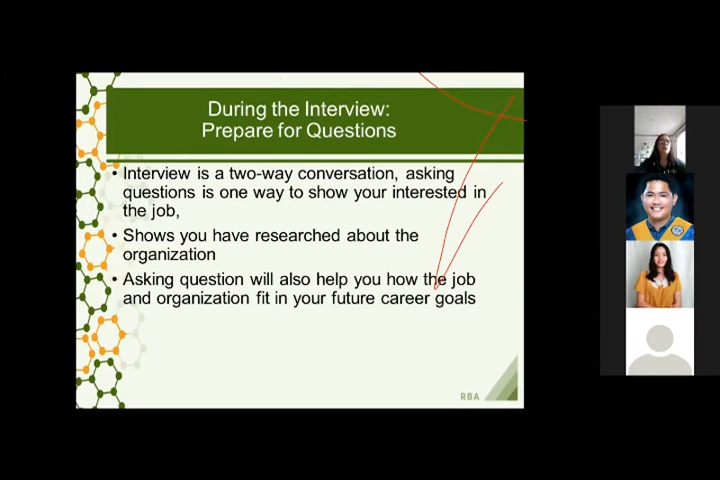 During the Interview:
Prepare for Questions
• Interview is a two-way conversation, asking
questions is one way to show your interested in
the job,
• Shows you have researched about the
organization
• Asking question will also help you how the job
and organization fit in your future career goals
RBA